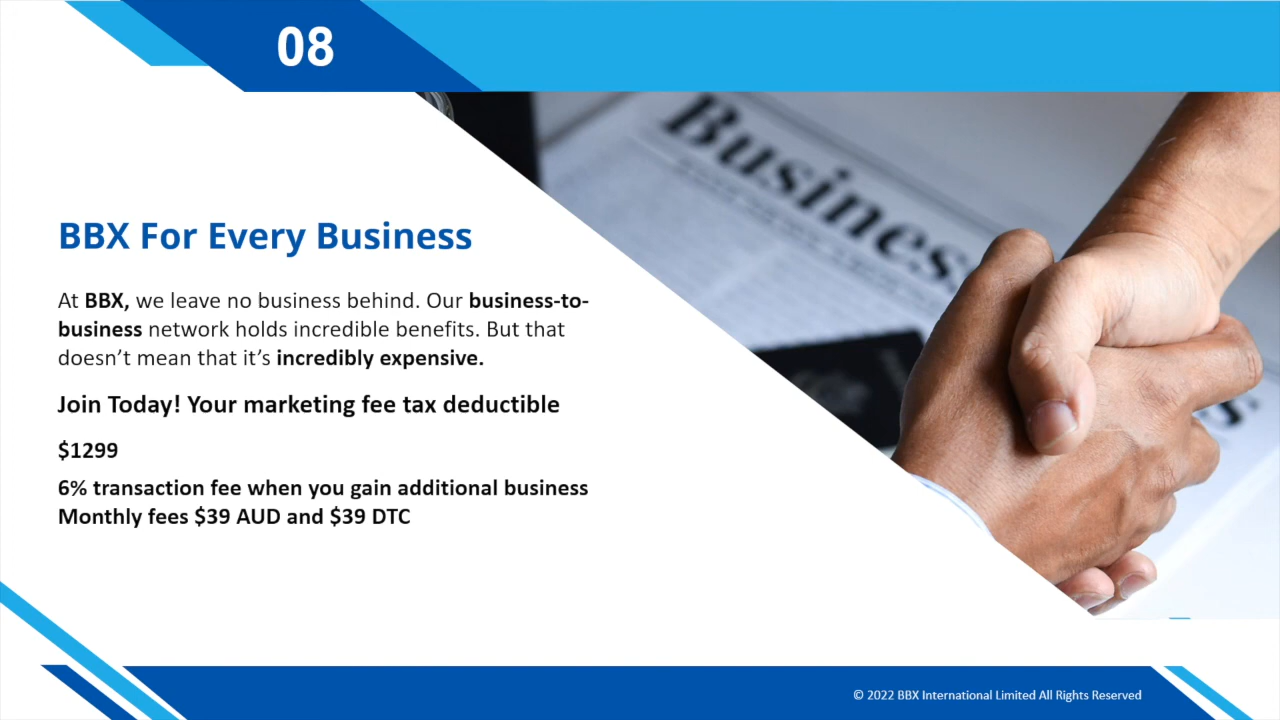 08
Business
BBX For Every Business
At BBX, we leave no business behind. Our business-to-
business network holds incredible benefits. But that
doesn’t mean that it’s incredibly expensive.
Join Today! Your marketing fee tax deductible
$1299
6% transaction fee when you gain additional business
Monthly fees $39 AUD and $39 DTC
© 2022 BBX International Limited All Rights Reserved